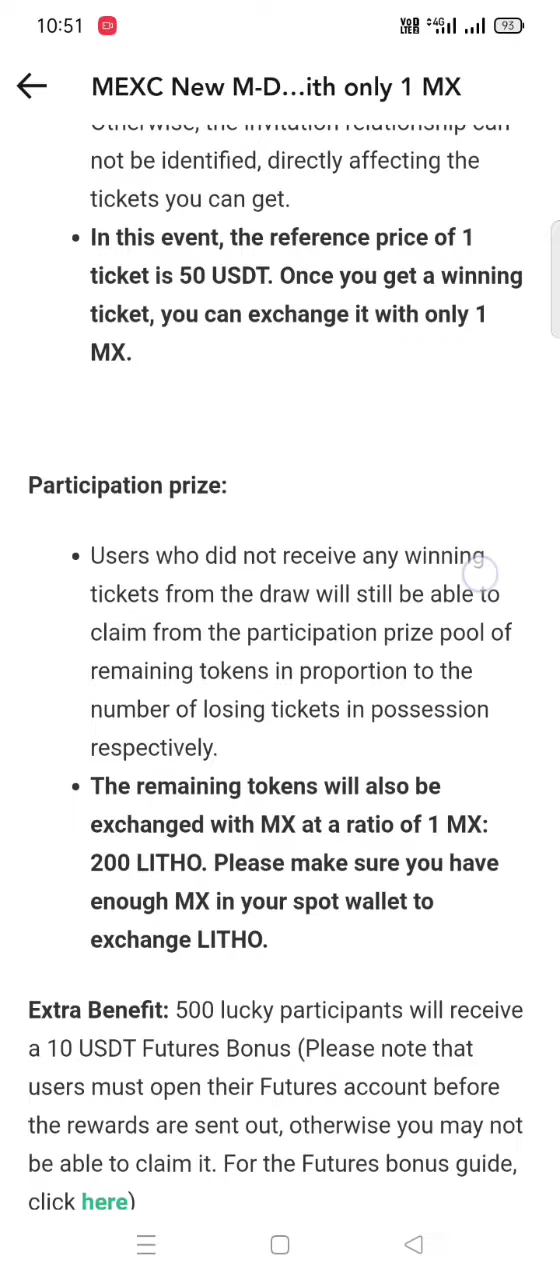 10:51
VoD LTE 4G 93
MEXC New M-D...ith only 1 MX
Otherwise, the invitation relationship can
not be identified, directly affecting the
tickets you can get.
• In this event, the reference price of 1
ticket is 50 USDT. Once you get a winning
ticket, you can exchange it with only 1
MX.
Participation prize:
• Users who did not receive any winning
tickets from the draw will still be able to
claim from the participation prize pool of
remaining tokens in proportion to the
number of losing tickets in possession
respectively.
• The remaining tokens will also be
exchanged with MX at a ratio of 1 MX:
200 LITHO. Please make sure you have
enough MX in your spot wallet to
exchange LITHO.
Extra Benefit: 500 lucky participants will receive
a 10 USDT Futures Bonus (Please note that
users must open their Futures account before
the rewards are sent out, otherwise you may not
be able to claim it. For the Futures bonus guide,
click here)